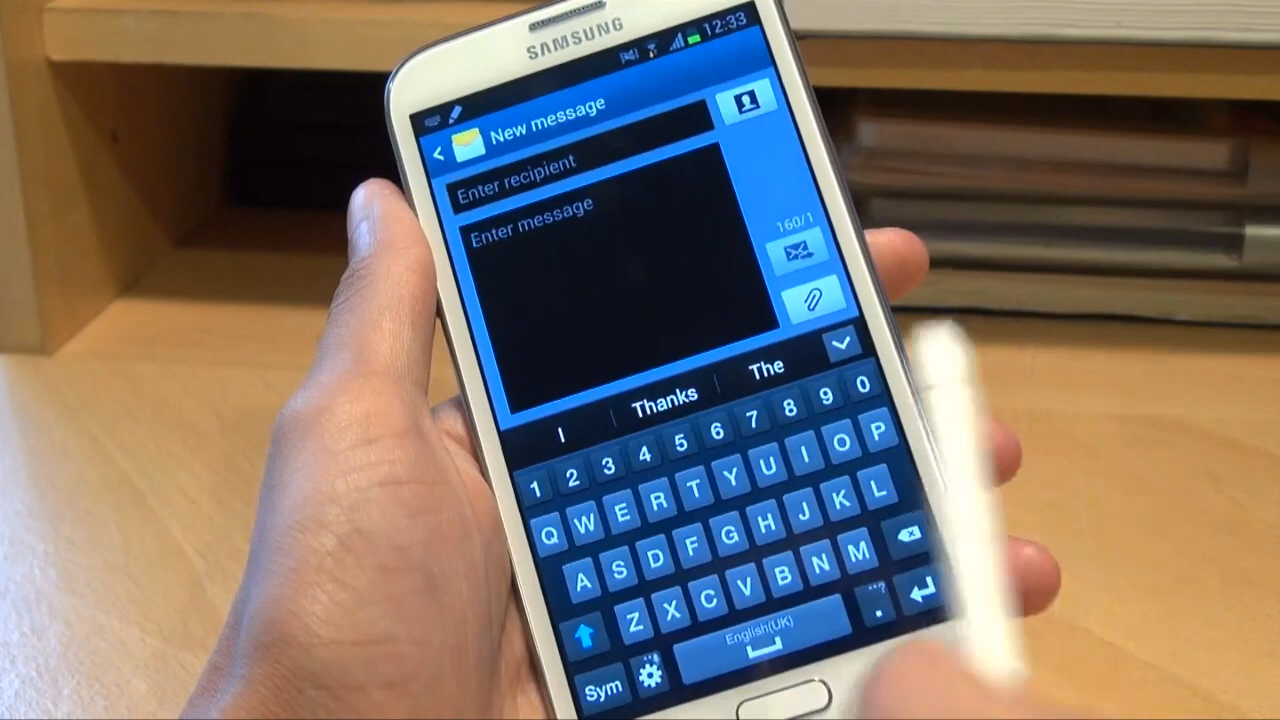 SAMSUNG
12:33
New message
Enter recipient
Enter message
160/1
I Thanks The
1 2 3 4 5 6 7 8 9 0
Q W E R T Y U I O P
A S D F G H J K L
Z X C V B N M
Sym English(UK) .